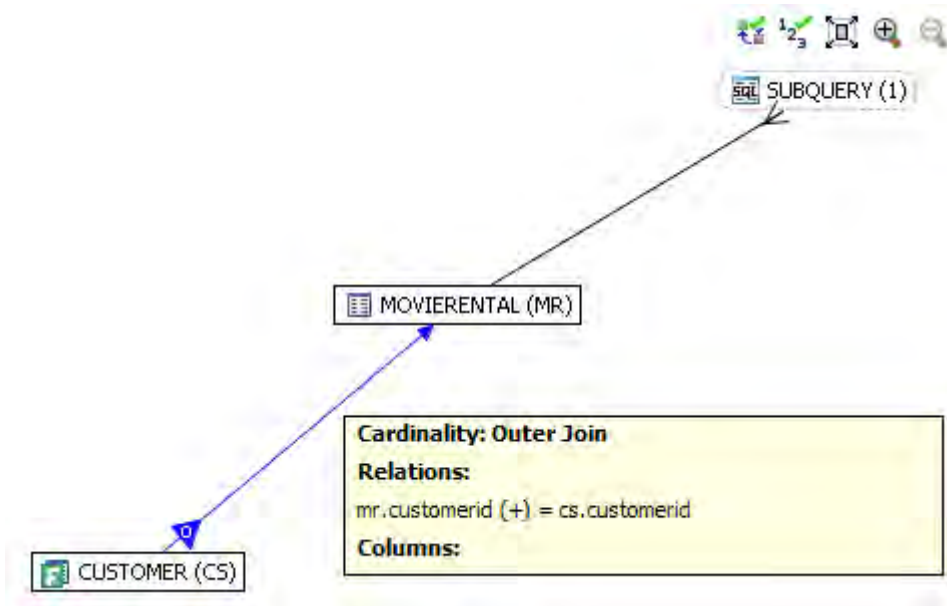 SUBQUERY (1)
MOVIERENTAL (MR)
Cardinality: Outer Join
Relations:
mr.customerid (+) = cs.customerid
Columns:
O
CUSTOMER (CS)